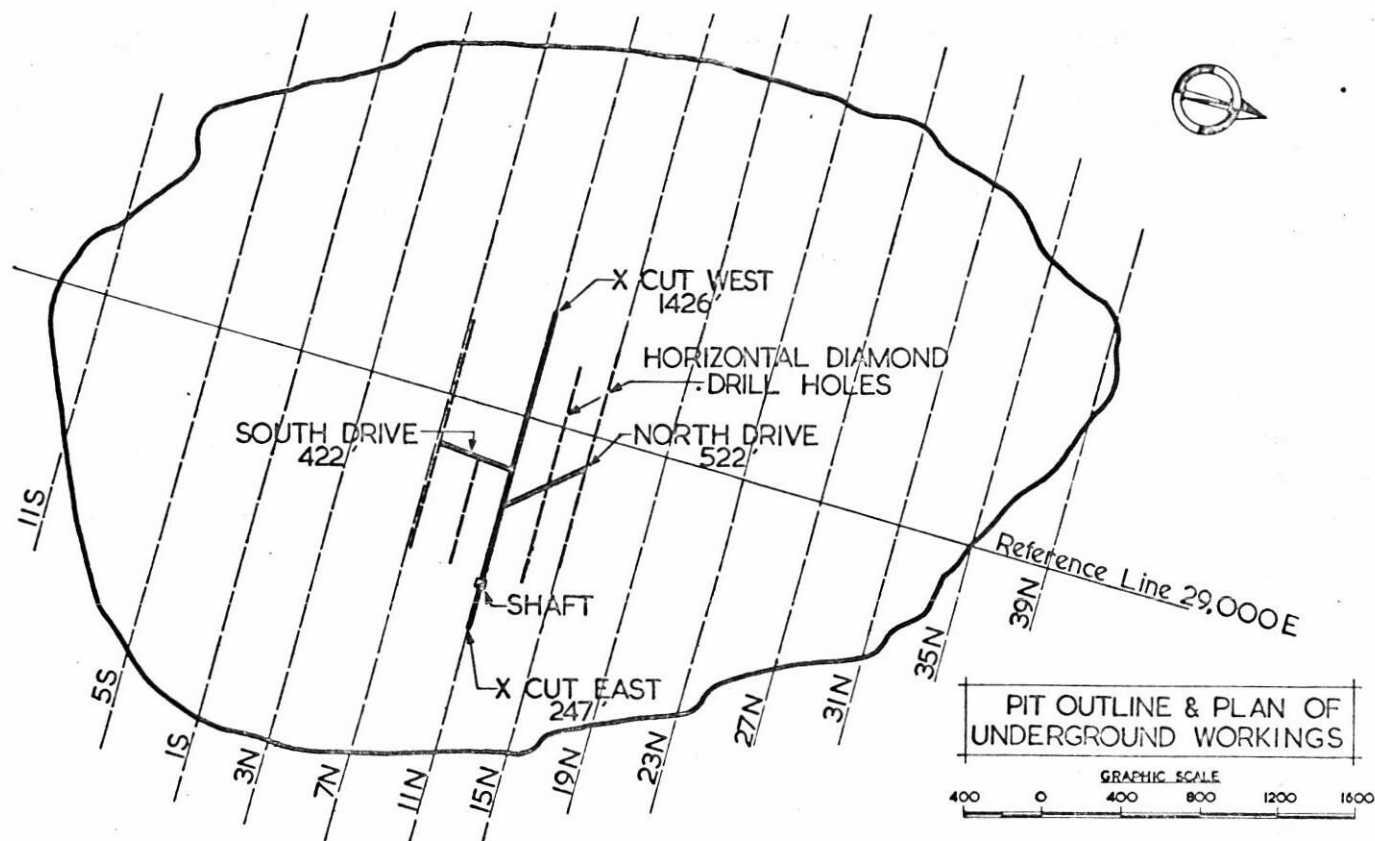 X CUT WEST
1426'
HORIZONTAL DIAMOND
DRILL HOLES
SOUTH DRIVE
422'
NORTH DRIVE
522'
SHAFT
X CUT EAST
247'
Reference Line 29,000 E
11S
5S
1S
3N
7N
11N
15N
19N
23N
27N
31N
35N
39N
PIT OUTLINE & PLAN OF
UNDERGROUND WORKINGS
GRAPHIC SCALE
400 0 400 800 1200 1600